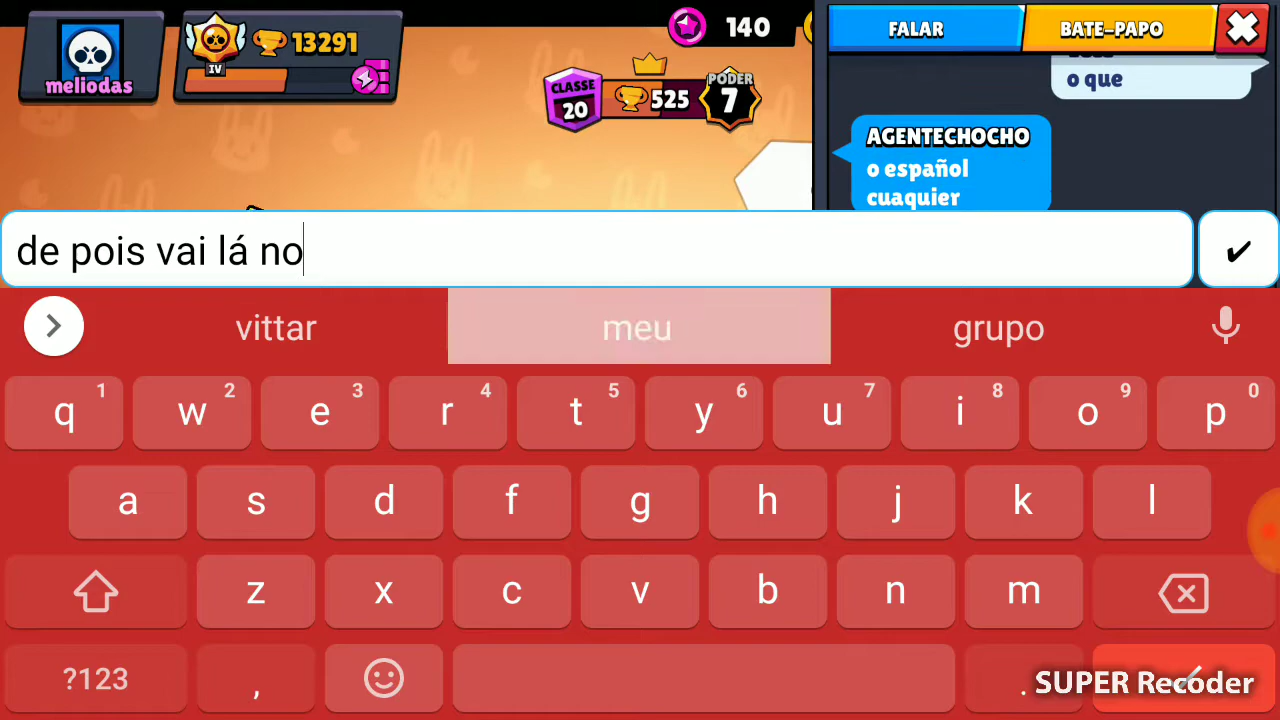 meliodas
IV
13291
140
CLASSE
20
525
PODER
7
FALAR
BATE-PAPO
o que
AGENTECHOCHO
o español
cuaquier
de pois vai lá no
vittar meu grupo
q 1 w 2 e 3 r 4 t 5 y 6 u 7 i 8 o 9 p 0
a s d f g h j k l
z x c v b n m
?123 , .
SUPER Recoder